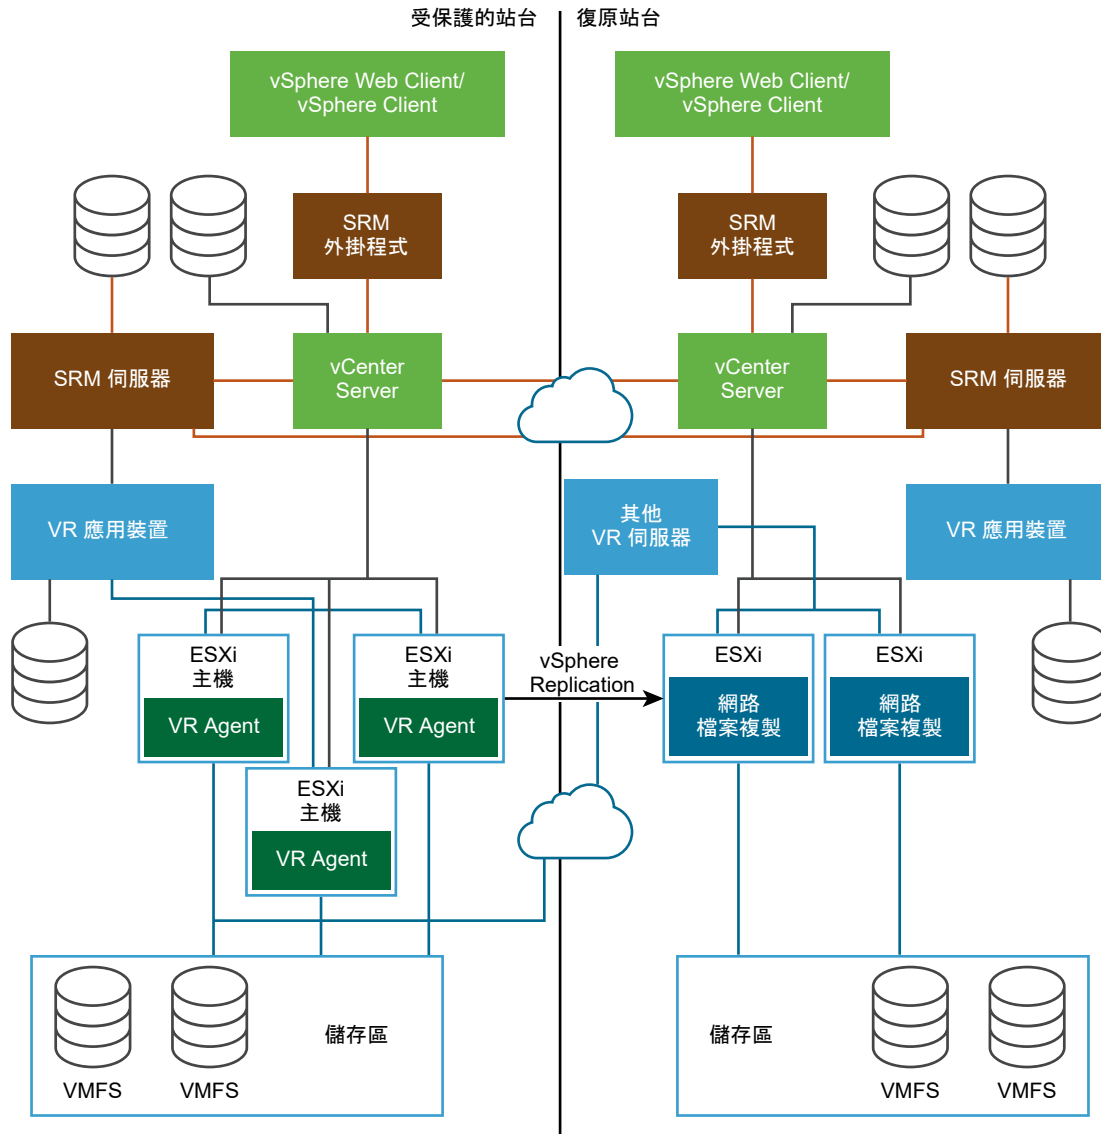 受保護的站台
復原站台
vSphere Web Client/
vSphere Client
vSphere Web Client/
vSphere Client
SRM
外掛程式
SRM
外掛程式
SRM 伺服器
vCenter
Server
vCenter
Server
SRM 伺服器
VR 應用裝置
其他
VR 伺服器
VR 應用裝置
ESXi
主機
VR Agent
ESXi
主機
VR Agent
vSphere
Replication
ESXi
網路
檔案複製
ESXi
網路
檔案複製
ESXi
主機
VR Agent
儲存區
VMFS
VMFS
儲存區
VMFS
VMFS